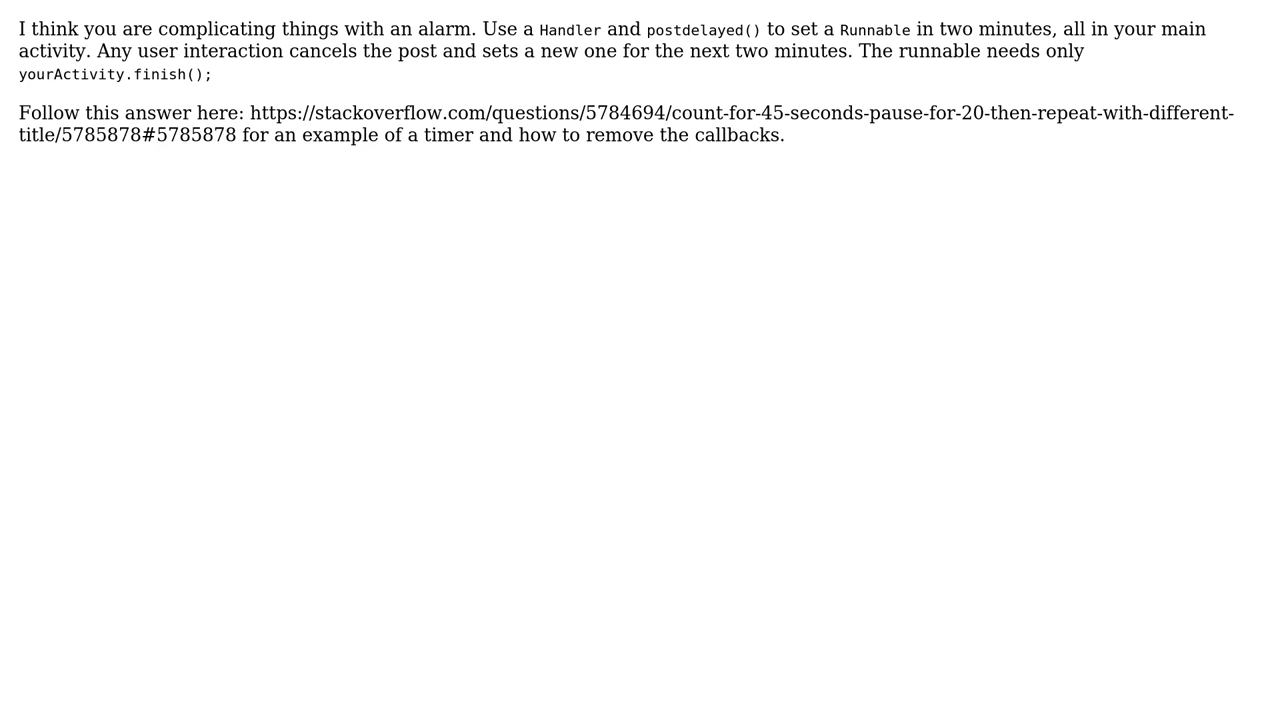 I think you are complicating things with an alarm. Use a Handler and postdelayed() to set a Runnable in two minutes, all in your main
activity. Any user interaction cancels the post and sets a new one for the next two minutes. The runnable needs only
yourActivity.finish();
Follow this answer here: https://stackoverflow.com/questions/5784694/count-for-45-seconds-pause-for-20-then-repeat-with-different-
title/5785878#5785878 for an example of a timer and how to remove the callbacks.